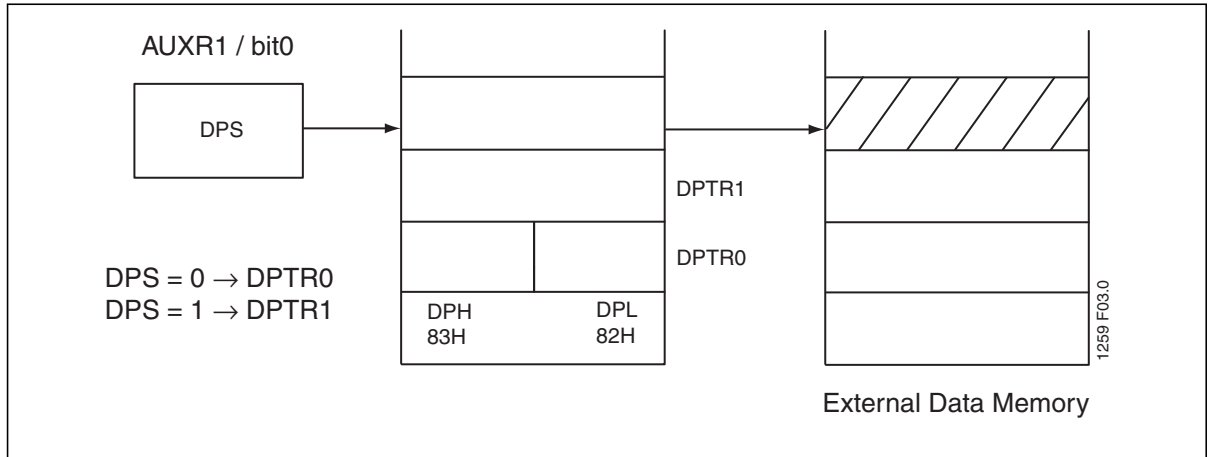 AUXR1 / bit0
DPS
DPTR1
DPTR0
DPS = 0 → DPTR0
DPS = 1 → DPTR1
DPH
83H
DPL
82H
External Data Memory
1259 F03.0